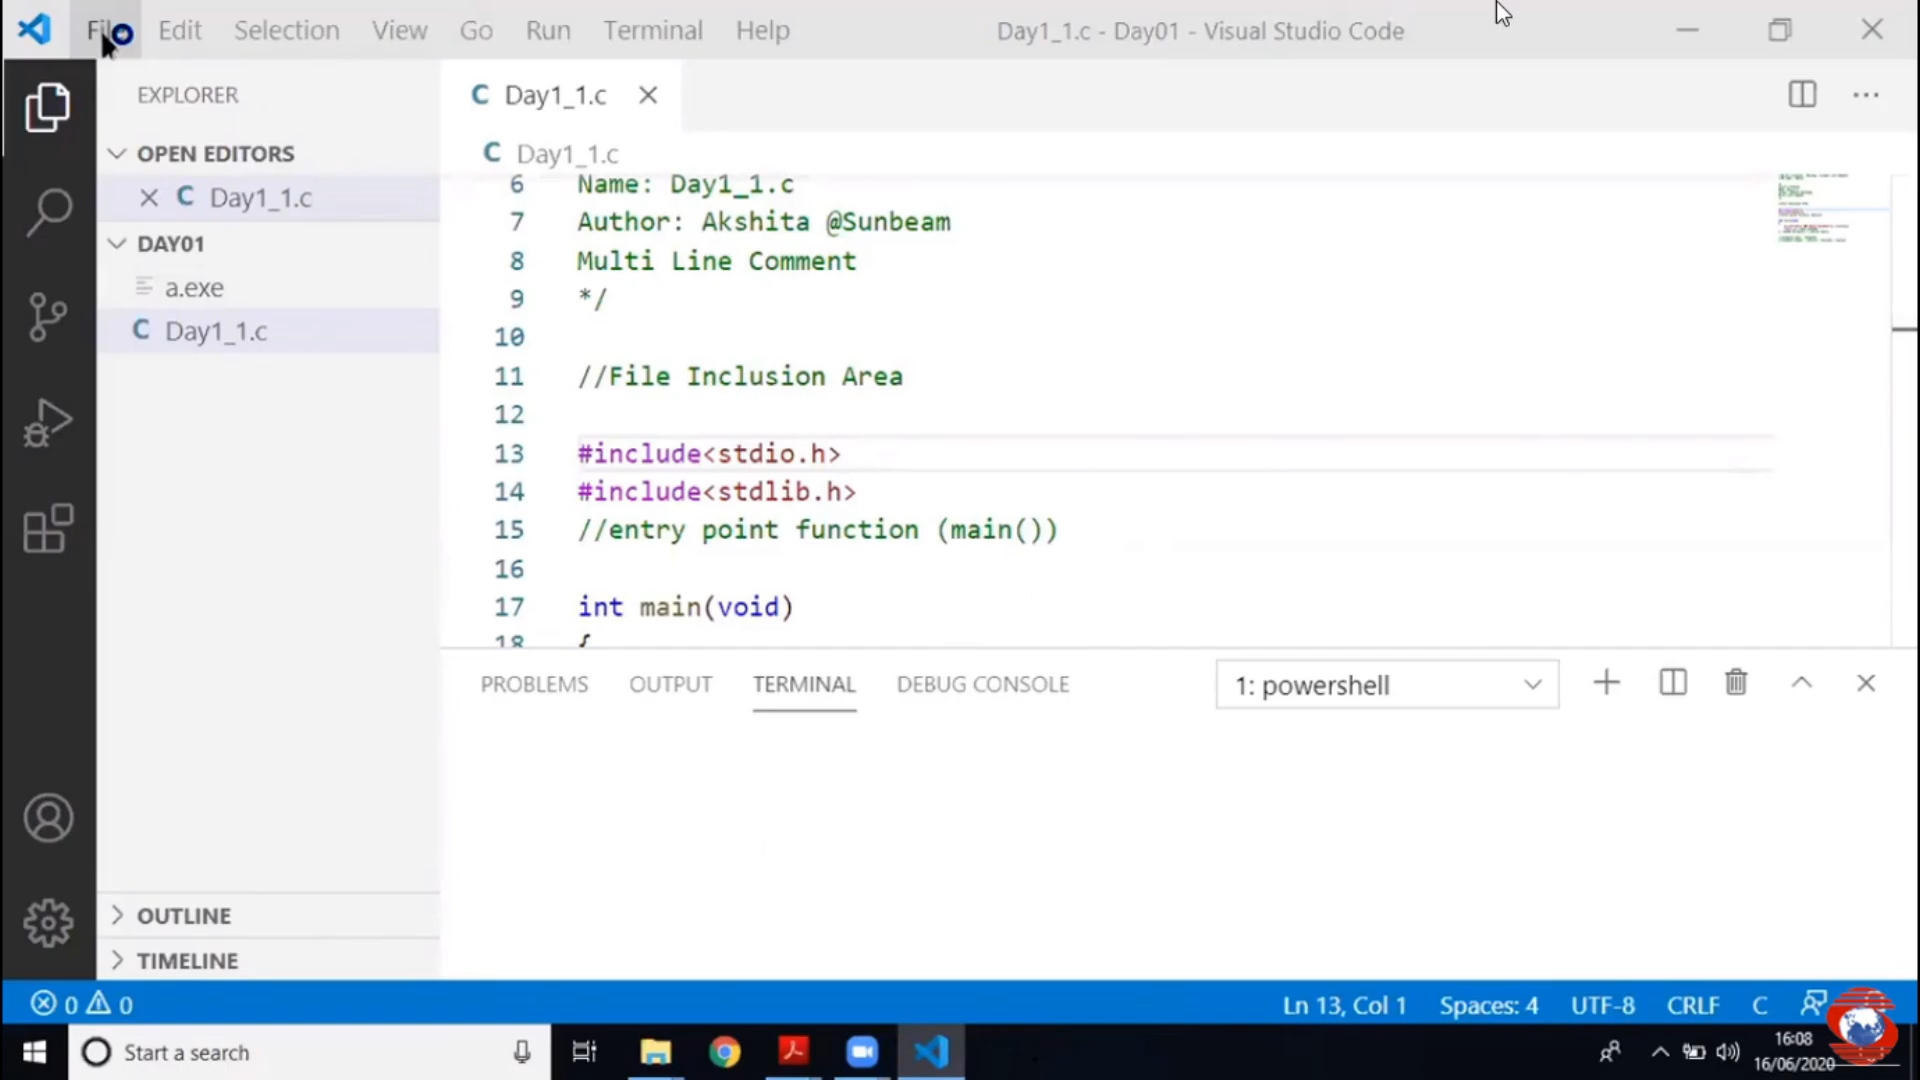 File Edit Selection View Go Run Terminal Help Day1_1.c - Day01 - Visual Studio Code
EXPLORER
OPEN EDITORS
C Day1_1.c
DAY01
a.exe
C Day1_1.c
OUTLINE
TIMELINE
C Day1_1.c
C Day1_1.c
6 Name: Day1_1.c
7 Author: Akshita @Sunbeam
8 Multi Line Comment
9 */
10
11 //File Inclusion Area
12
13 #include<stdio.h>
14 #include<stdlib.h>
15 //entry point function (main())
16
17 int main(void)
18 {
PROBLEMS OUTPUT TERMINAL DEBUG CONSOLE 1: powershell
0 0 Ln 13, Col 1 Spaces: 4 UTF-8 CRLF C
Start a search
16:08
16/06/2020